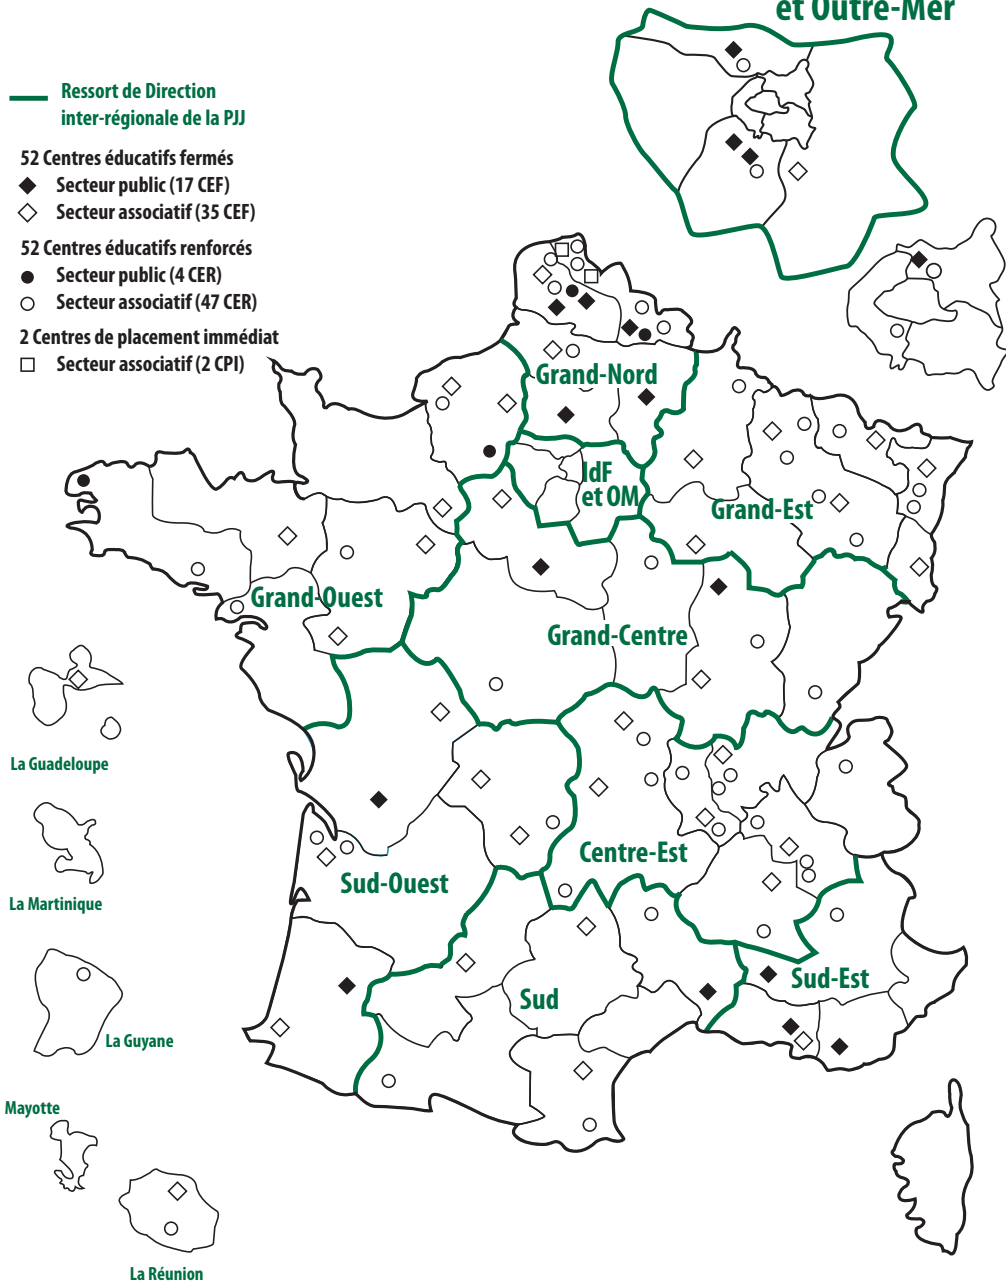 et Outre-Mer
Ressort de Direction
inter-régionale de la PJJ
52 Centres éducatifs fermés
Secteur public (17 CEF)
Secteur associatif (35 CEF)
52 Centres éducatifs renforcés
Secteur public (4 CER)
Secteur associatif (47 CER)
2 Centres de placement immédiat
Secteur associatif (2 CPI)
Grand-Nord
IdF
et OM
Grand-Est
Grand-Ouest
Grand-Centre
La Guadeloupe
Centre-Est
Sud-Ouest
La Martinique
Sud-Est
Sud
La Guyane
Mayotte
La Réunion